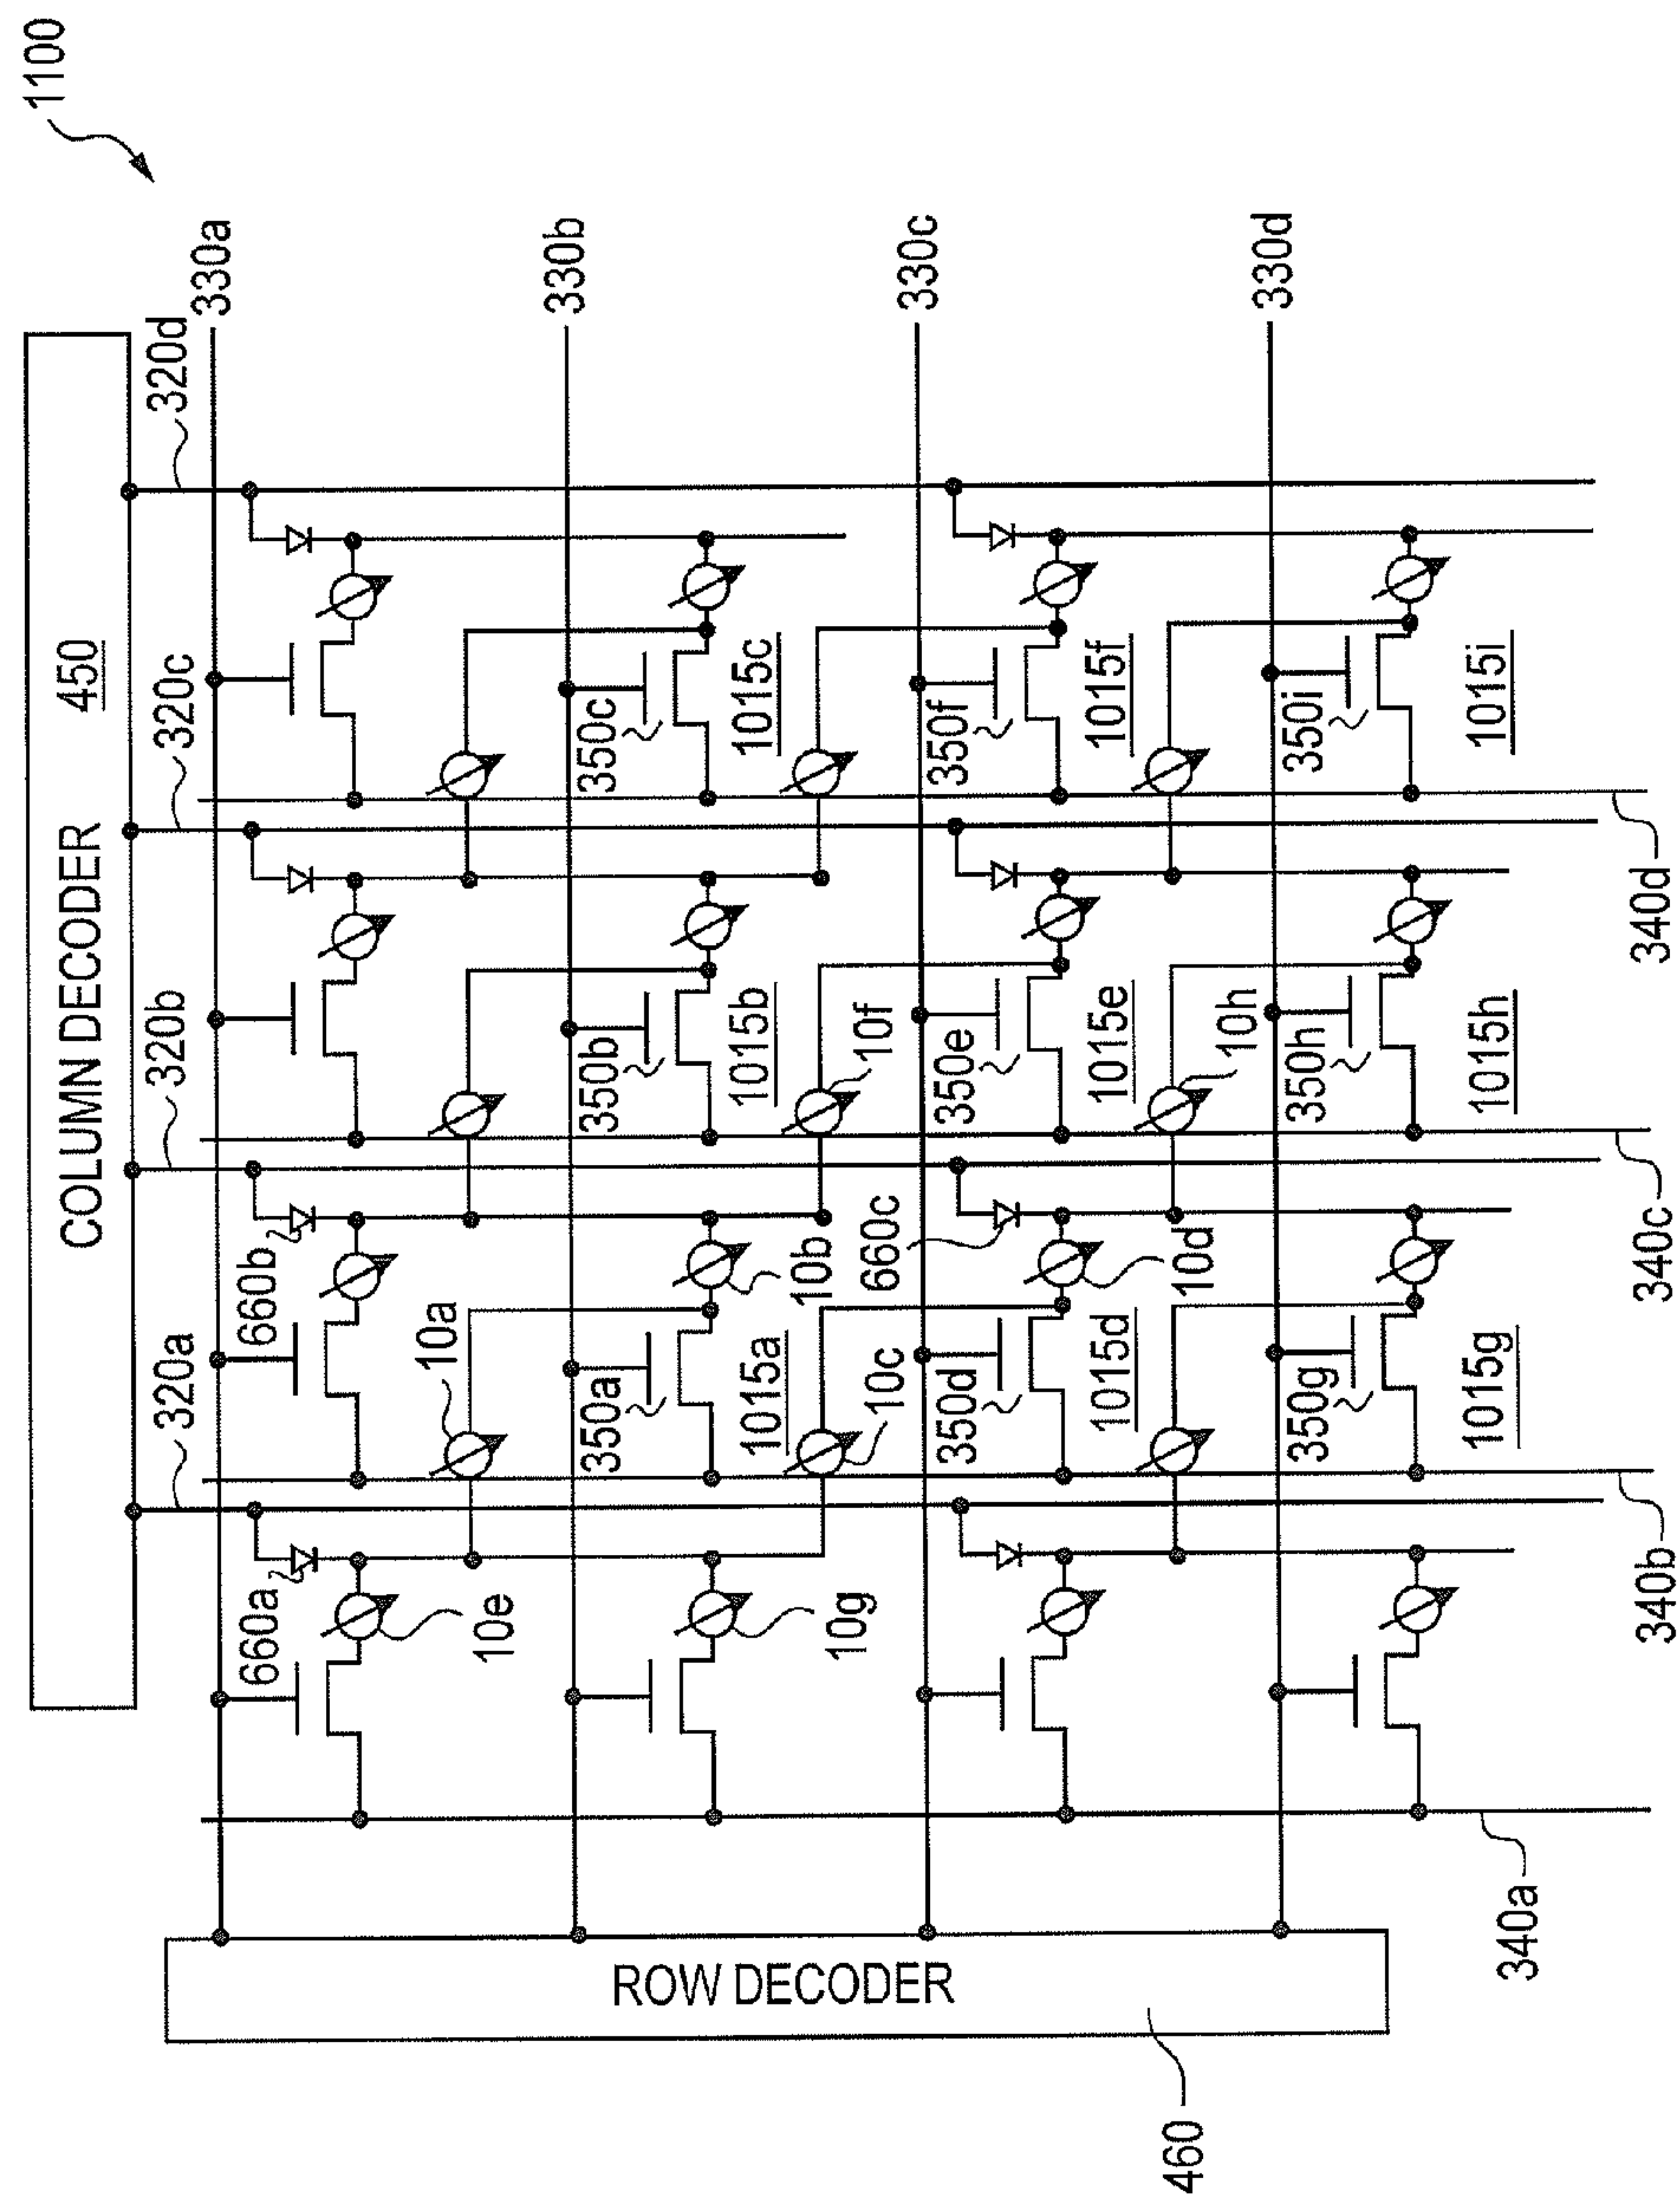 1100
COLUMN DECODER
450
320a
320b
320c
320d
330a
660a
660b
10e
10a
330b
350a
350b
350c
10g
1015a
10b
1015b
1015c
10c
10f
660c
330c
350d
350e
350f
1015d
10d
1015e
1015f
10h
330d
350g
350h
350i
1015g
1015h
1015i
340a
340b
340c
340d
ROW DECODER
460